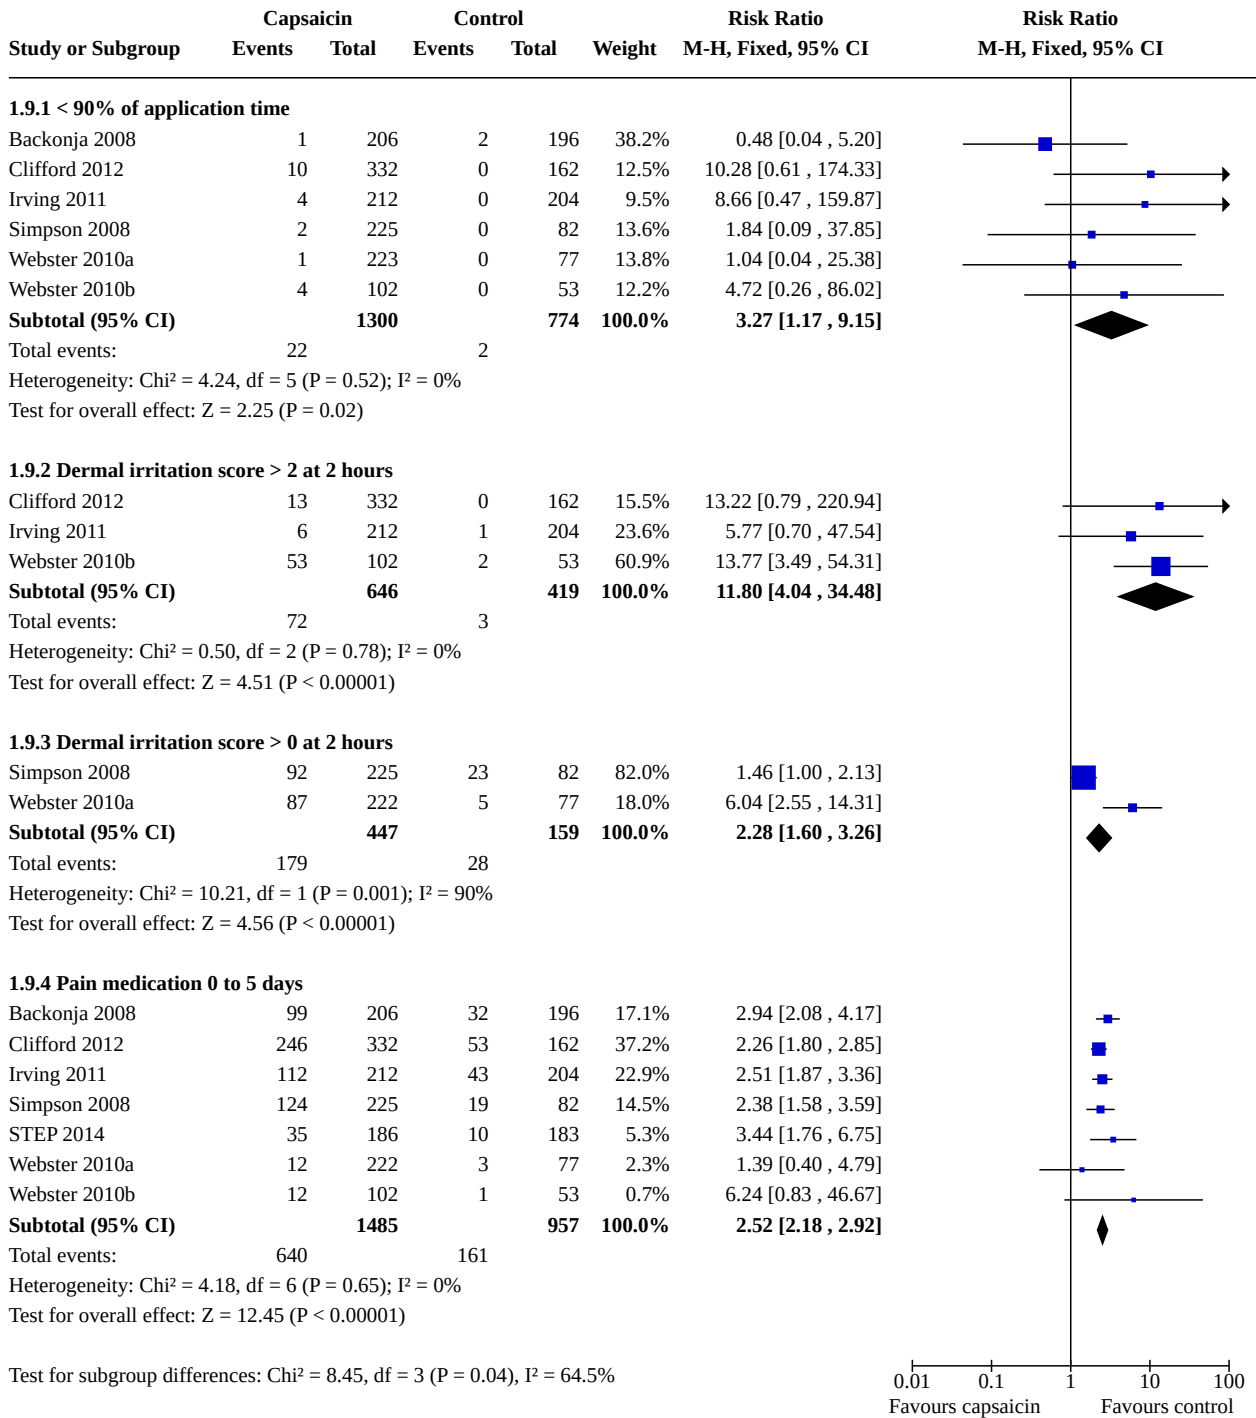 Capsaicin Control Risk Ratio Risk Ratio
Study or Subgroup Events Total Events Total Weight M-H, Fixed, 95% CI M-H, Fixed, 95% CI
1.9.1 < 90% of application time
Backonja 2008 1 206 2 196 38.2% 0.48 [0.04 , 5.20]
Clifford 2012 10 332 0 162 12.5% 10.28 [0.61 , 174.33]
Irving 2011 4 212 0 204 9.5% 8.66 [0.47 , 159.87]
Simpson 2008 2 225 0 82 13.6% 1.84 [0.09 , 37.85]
Webster 2010a 1 223 0 77 13.8% 1.04 [0.04 , 25.38]
Webster 2010b 4 102 0 53 12.2% 4.72 [0.26 , 86.02]
Subtotal (95% CI) 1300 774 100.0% 3.27 [1.17 , 9.15]
Total events: 22 2
Heterogeneity: Chi² = 4.24, df = 5 (P = 0.52); I² = 0%
Test for overall effect: Z = 2.25 (P = 0.02)
1.9.2 Dermal irritation score > 2 at 2 hours
Clifford 2012 13 332 0 162 15.5% 13.22 [0.79 , 220.94]
Irving 2011 6 212 1 204 23.6% 5.77 [0.70 , 47.54]
Webster 2010b 53 102 2 53 60.9% 13.77 [3.49 , 54.31]
Subtotal (95% CI) 646 419 100.0% 11.80 [4.04 , 34.48]
Total events: 72 3
Heterogeneity: Chi² = 0.50, df = 2 (P = 0.78); I² = 0%
Test for overall effect: Z = 4.51 (P < 0.00001)
1.9.3 Dermal irritation score > 0 at 2 hours
Simpson 2008 92 225 23 82 82.0% 1.46 [1.00 , 2.13]
Webster 2010a 87 222 5 77 18.0% 6.04 [2.55 , 14.31]
Subtotal (95% CI) 447 159 100.0% 2.28 [1.60 , 3.26]
Total events: 179 28
Heterogeneity: Chi² = 10.21, df = 1 (P = 0.001); I² = 90%
Test for overall effect: Z = 4.56 (P < 0.00001)
1.9.4 Pain medication 0 to 5 days
Backonja 2008 99 206 32 196 17.1% 2.94 [2.08 , 4.17]
Clifford 2012 246 332 53 162 37.2% 2.26 [1.80 , 2.85]
Irving 2011 112 212 43 204 22.9% 2.51 [1.87 , 3.36]
Simpson 2008 124 225 19 82 14.5% 2.38 [1.58 , 3.59]
STEP 2014 35 186 10 183 5.3% 3.44 [1.76 , 6.75]
Webster 2010a 12 222 3 77 2.3% 1.39 [0.40 , 4.79]
Webster 2010b 12 102 1 53 0.7% 6.24 [0.83 , 46.67]
Subtotal (95% CI) 1485 957 100.0% 2.52 [2.18 , 2.92]
Total events: 640 161
Heterogeneity: Chi² = 4.18, df = 6 (P = 0.65); I² = 0%
Test for overall effect: Z = 12.45 (P < 0.00001)
Test for subgroup differences: Chi² = 8.45, df = 3 (P = 0.04), I² = 64.5%
0.01 0.1 1 10 100
Favours capsaicin Favours control